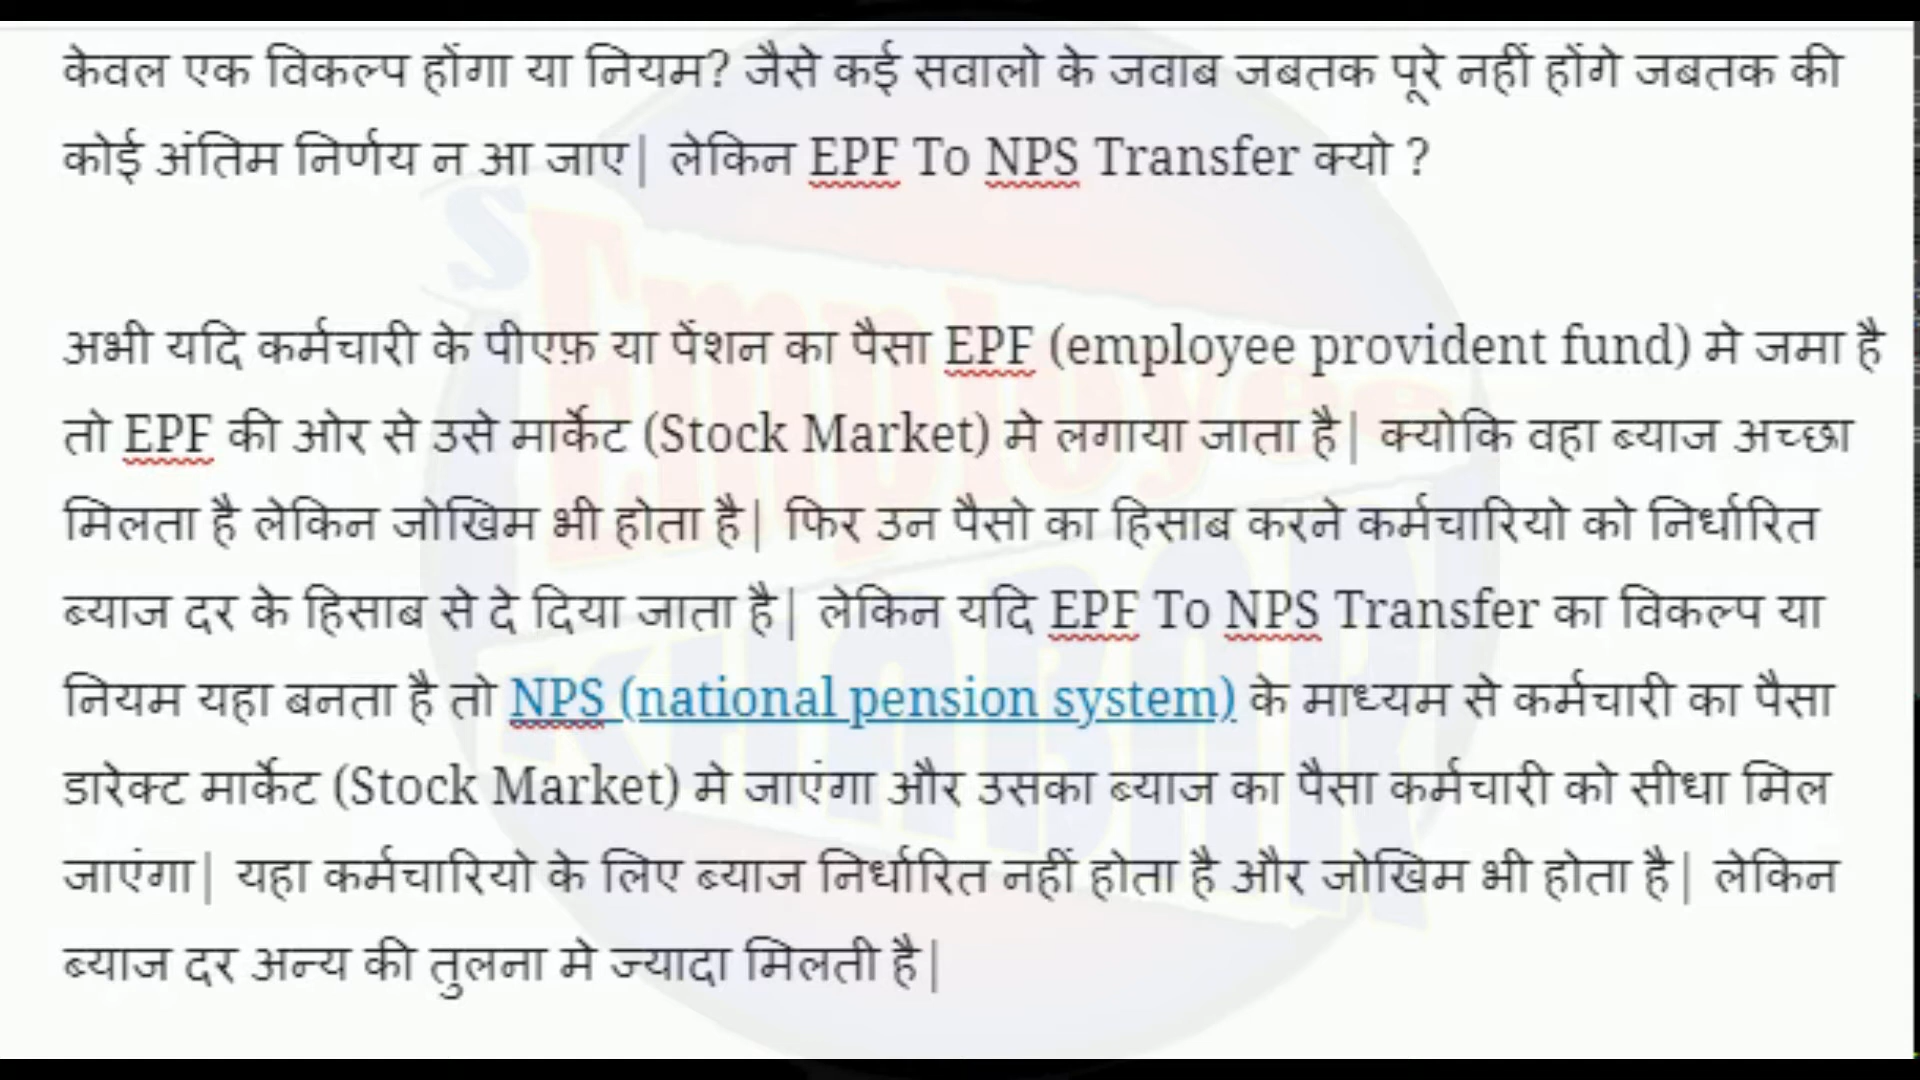 केवल एक विकल्प होंगा या नियम? जैसे कई सवालो के जवाब जबतक पूरे नहीं होंगे जबतक की
कोई अंतिम निर्णय न आ जाए| लेकिन EPF To NPS Transfer क्यो ?
अभी यदि कर्मचारी के पीएफ़ या पेंशन का पैसा EPF (employee provident fund) मे जमा है
तो EPF की ओर से उसे मार्केट (Stock Market) मे लगाया जाता है| क्योकि वहा ब्याज अच्छा
मिलता है लेकिन जोखिम भी होता है| फिर उन पैसो का हिसाब करने कर्मचारियो को निर्धारित
ब्याज दर के हिसाब से दे दिया जाता है| लेकिन यदि EPF To NPS Transfer का विकल्प या
नियम यहा बनता है तो NPS (national pension system) के माध्यम से कर्मचारी का पैसा
डारेक्ट मार्केट (Stock Market) मे जाएंगा और उसका ब्याज का पैसा कर्मचारी को सीधा मिल
जाएंगा| यहा कर्मचारियो के लिए ब्याज निर्धारित नहीं होता है और जोखिम भी होता है| लेकिन
ब्याज दर अन्य की तुलना मे ज्यादा मिलती है|
S Employee
KHABAR